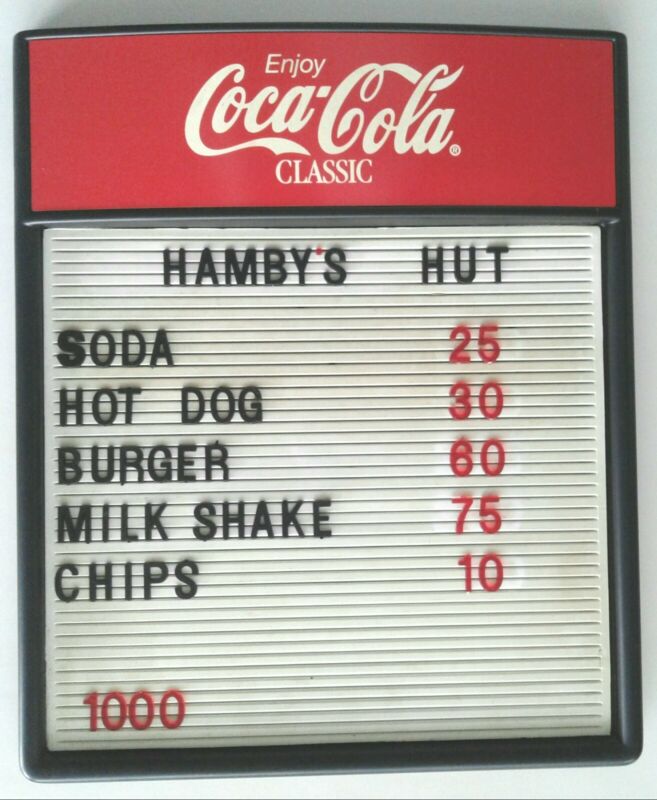 Enjoy
Coca-Cola®
CLASSIC
HAMBY'S HUT
SODA 25
HOT DOG 30
BURGER 60
MILK SHAKE 75
CHIPS 10
1000